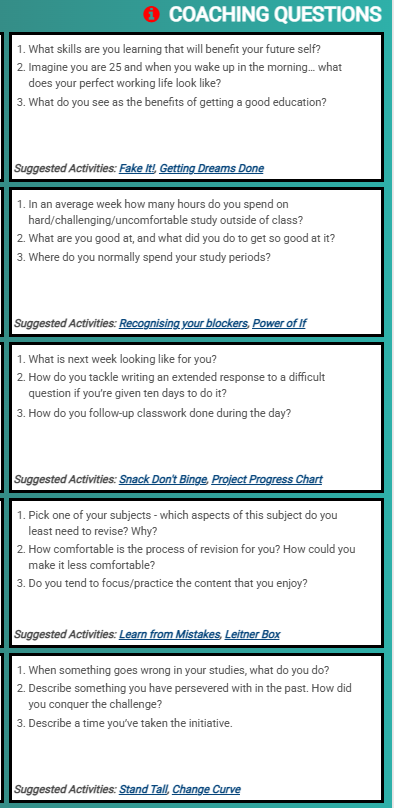 COACHING QUESTIONS
1. What skills are you learning that will benefit your future self?
2. Imagine you are 25 and when you wake up in the morning... what
does your perfect working life look like?
3. What do you see as the benefits of getting a good education?
Suggested Activities: Fake It!, Getting Dreams Done
1. In an average week how many hours do you spend on
hard/challenging/uncomfortable study outside of class?
2. What are you good at, and what did you do to get so good at it?
3. Where do you normally spend your study periods?
Suggested Activities: Recognising your blockers, Power of If
1. What is next week looking like for you?
2. How do you tackle writing an extended response to a difficult
question if you're given ten days to do it?
3. How do you follow-up classwork done during the day?
Suggested Activities: Snack Don't Binge, Project Progress Chart
1. Pick one of your subjects - which aspects of this subject do you
least need to revise? Why?
2. How comfortable is the process of revision for you? How could you
make it less comfortable?
3. Do you tend to focus/practice the content that you enjoy?
Suggested Activities: Learn from Mistakes, Leitner Box
1. When something goes wrong in your studies, what do you do?
2. Describe something you have persevered with in the past. How did
you conquer the challenge?
3. Describe a time you've taken the initiative.
Suggested Activities: Stand Tall, Change Curve